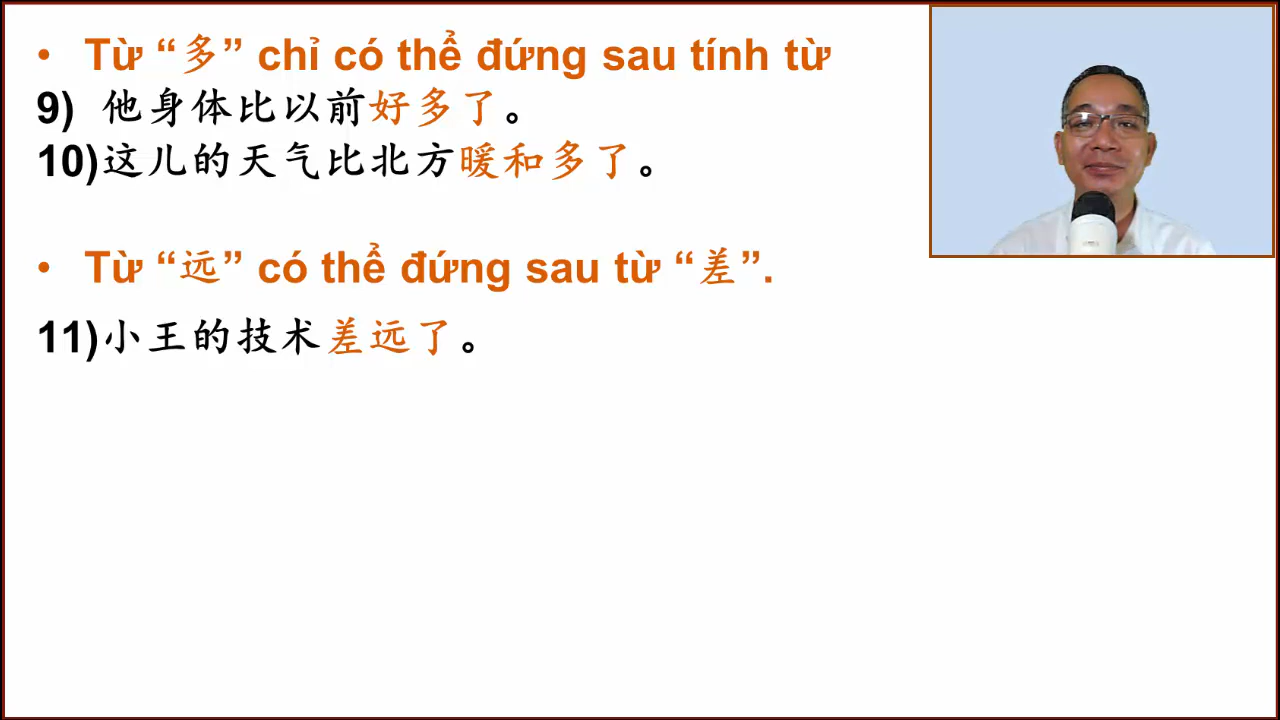 • Từ “多” chỉ có thể đứng sau tính từ
9) 他身体比以前好多了。
10)这儿的天气比北方暖和多了。
• Từ “远” có thể đứng sau từ “差”.
11)小王的技术差远了。